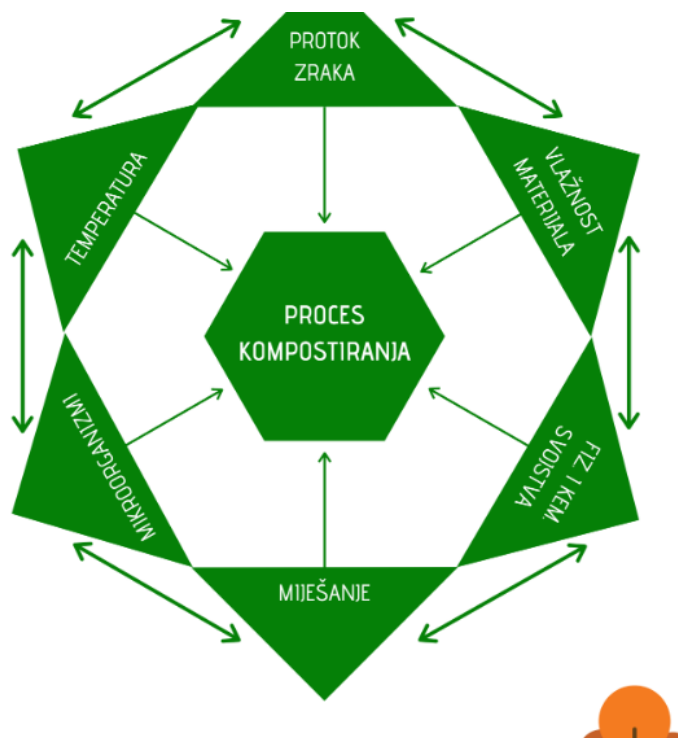 PROTOK
ZRAKA
TEMPERATURA
VLAŽNOST
MATERIJALA
PROCES
KOMPOSTIRANJA
MIKROORGANIZMI
FIZ. I KEM.
SVOJSTVA
MIJEŠANJE